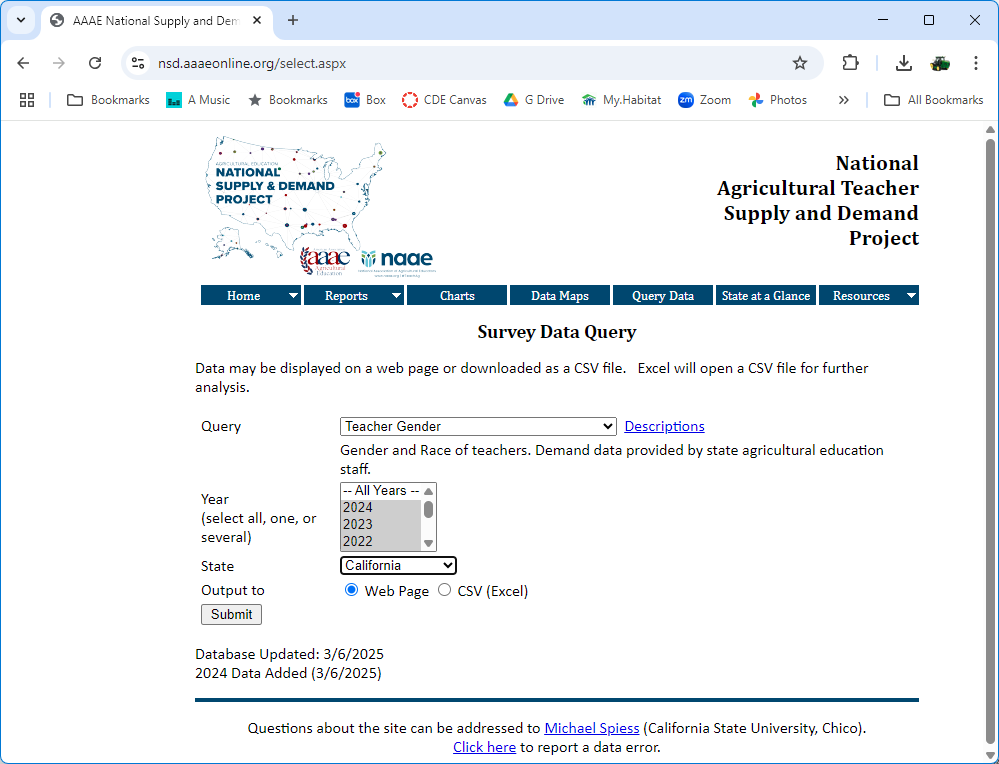 AAAE National Supply and Dem
nsd.aaaeonline.org/select.aspx
Bookmarks
A Music
Bookmarks
box
Box
CDE Canvas
G Drive
My.Habitat
zm
Zoom
Photos
All Bookmarks
AGRICULTURAL EDUCATION
NATIONAL
SUPPLY & DEMAND
PROJECT
aaae
Agricultural
Education
naae
National
Agricultural Teacher
Supply and Demand
Project
Home
Reports
Charts
Data Maps
Query Data
State at a Glance
Resources
Survey Data Query
Data may be displayed on a web page or downloaded as a CSV file. Excel will open a CSV file for further
analysis.
Query
Teacher Gender
Descriptions
Gender and Race of teachers. Demand data provided by state agricultural education
staff.
Year
(select all, one, or
several)
-- All Years --
2024
2023
2022
State
California
Output to
Web Page
CSV (Excel)
Submit
Database Updated: 3/6/2025
2024 Data Added (3/6/2025)
Questions about the site can be addressed to Michael Spiess (California State University, Chico).
Click here to report a data error.